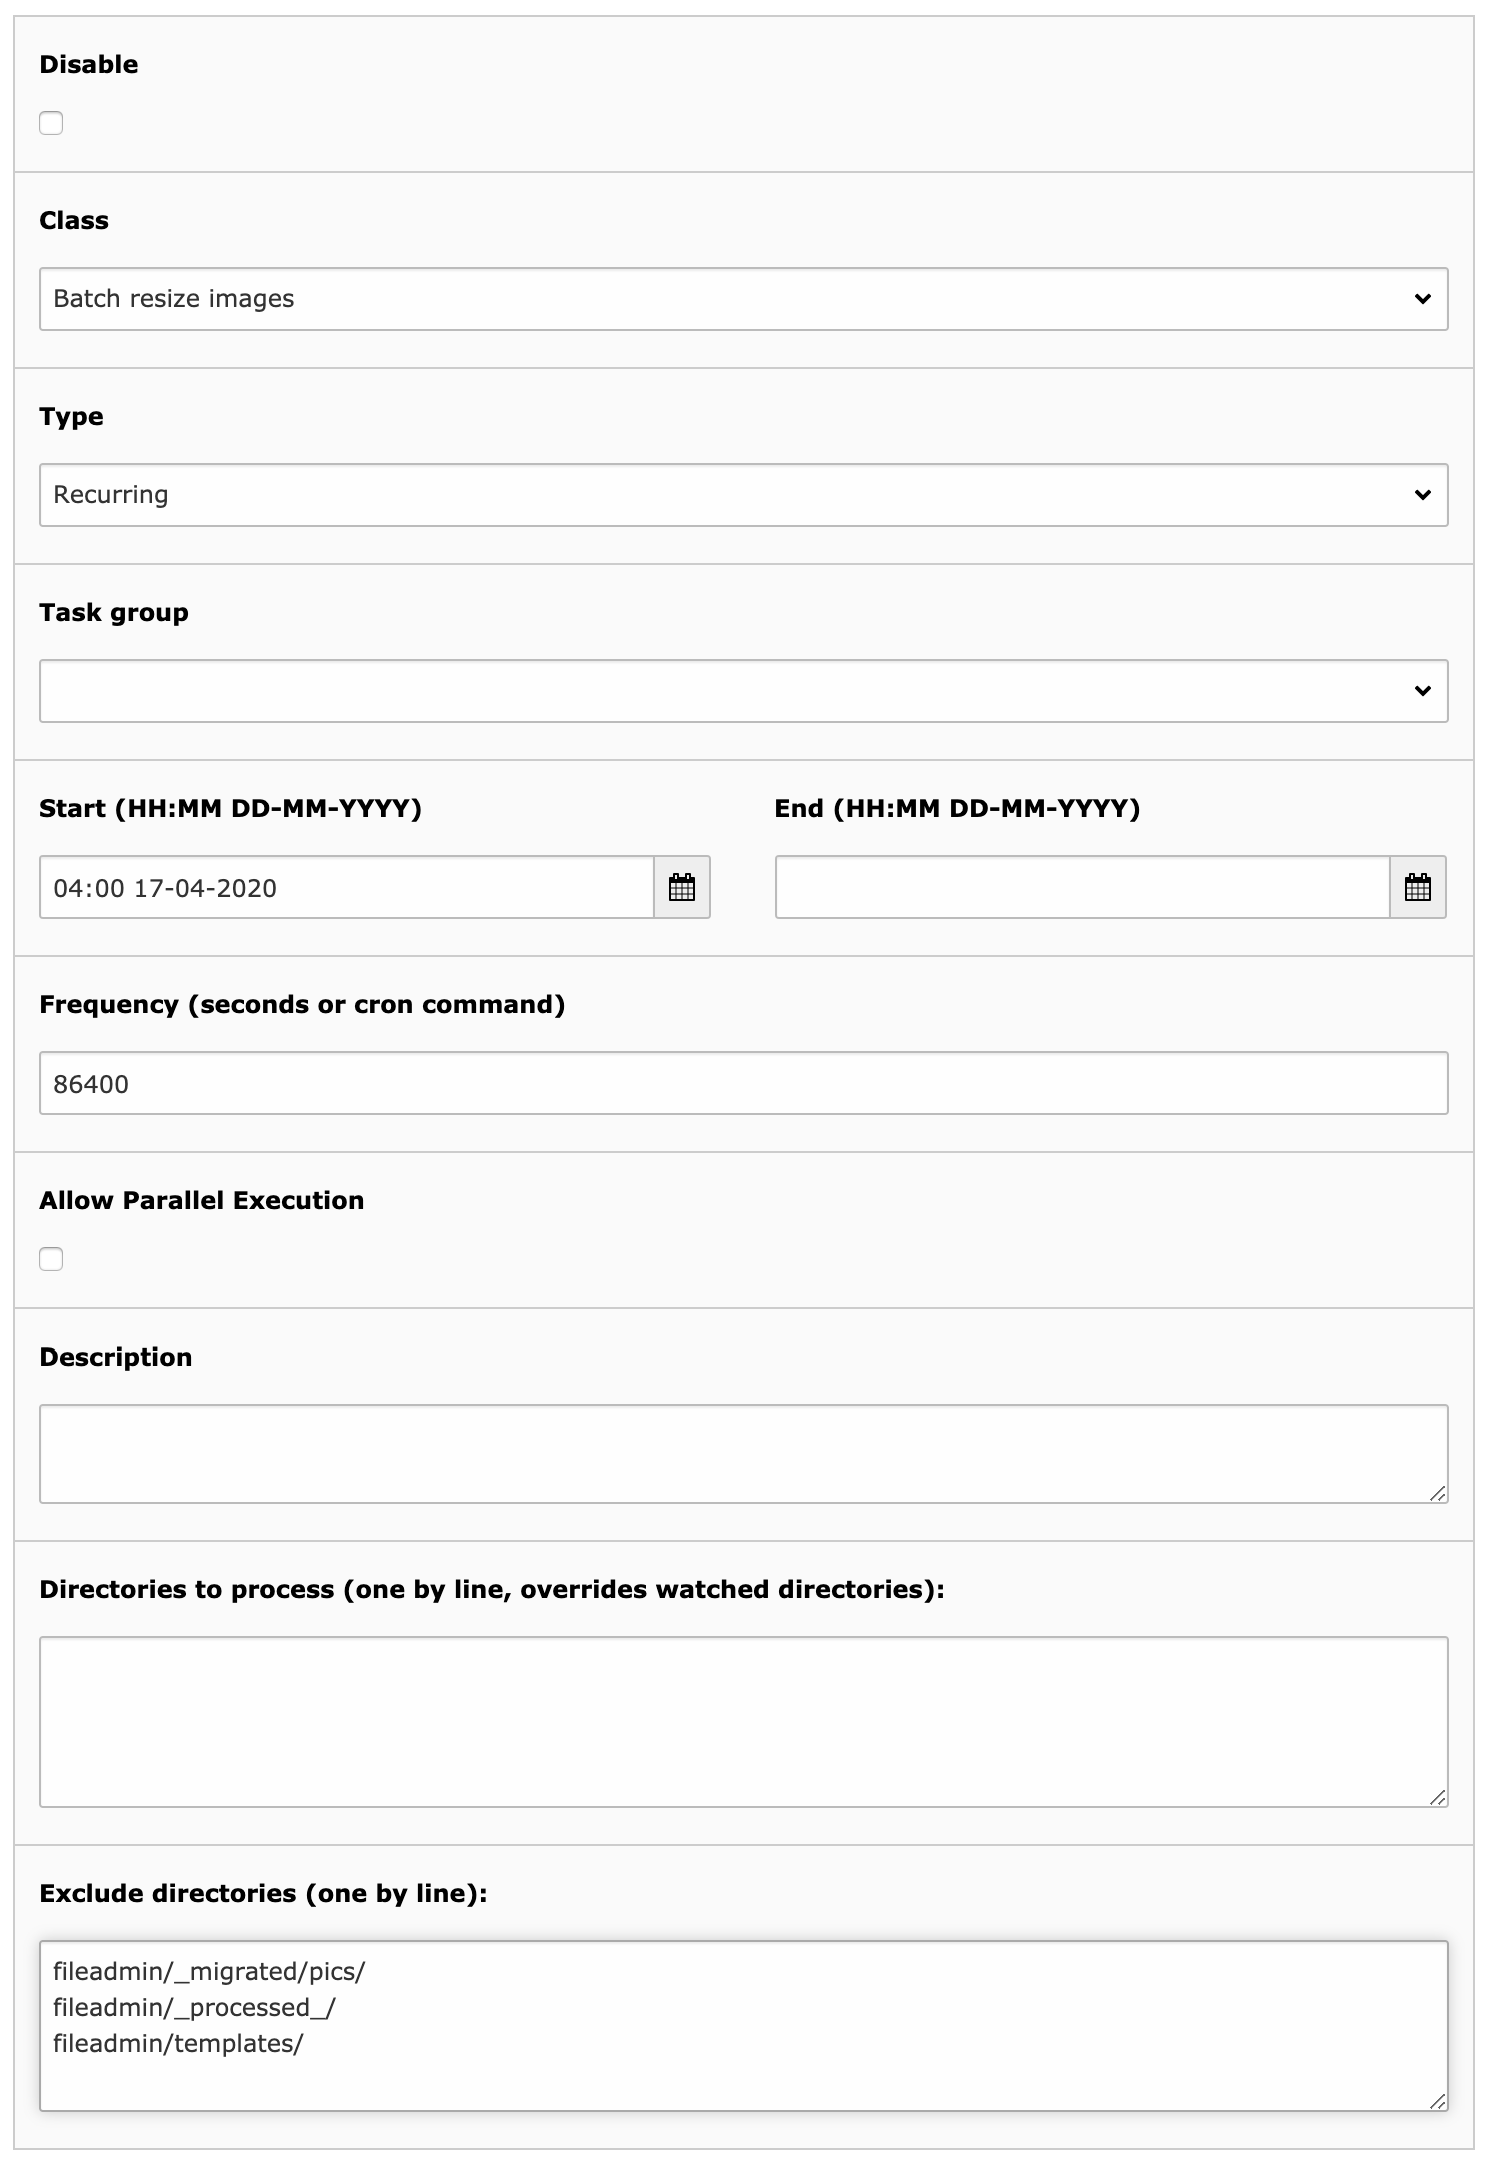 Disable
Class
Batch resize images
Type
Recurring
Task group
Start (HH:MM DD-MM-YYYY)
End (HH:MM DD-MM-YYYY)
04:00 17-04-2020
Frequency (seconds or cron command)
86400
Allow Parallel Execution
Description
Directories to process (one by line, overrides watched directories):
Exclude directories (one by line):
fileadmin/_migrated/pics/
fileadmin/_processed_/
fileadmin/templates/